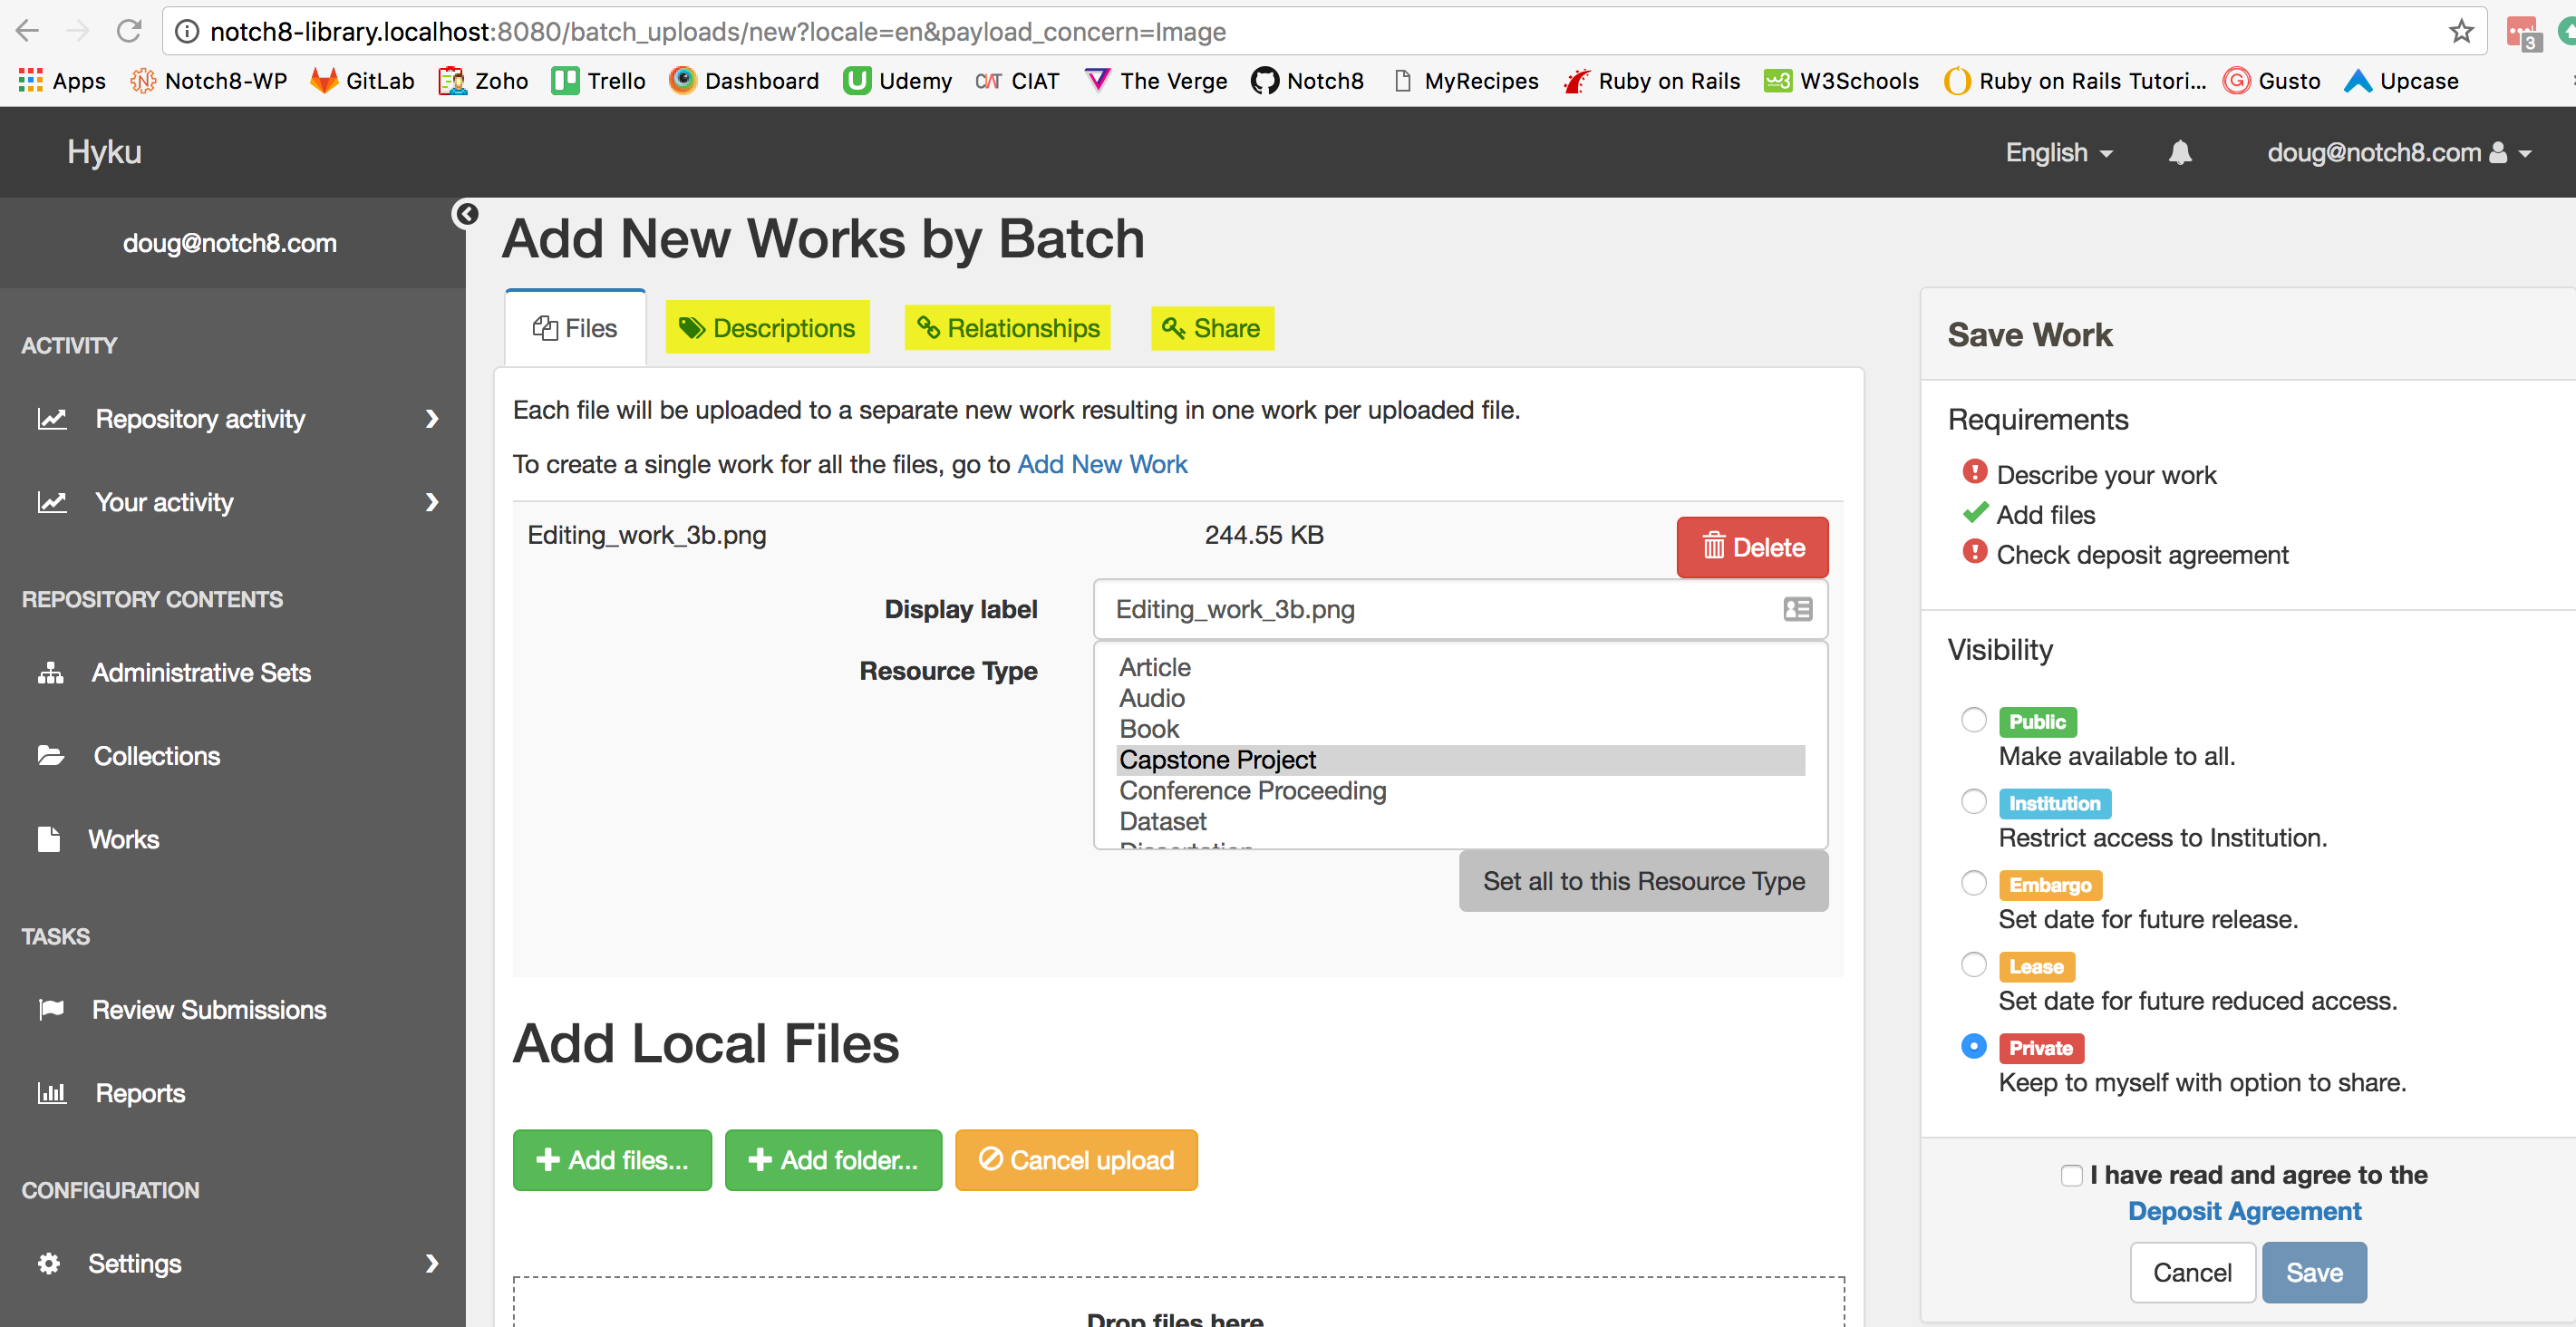 notch8-library.localhost:8080/batch_uploads/new?locale=en&payload_concern=Image
3
Apps Notch8-WP GitLab Zoho Trello Dashboard Udemy CIAT The Verge Notch8 MyRecipes Ruby on Rails W3Schools Ruby on Rails Tutori... Gusto Upcase
Hyku
English
doug@notch8.com
doug@notch8.com
ACTIVITY
Repository activity
Your activity
REPOSITORY CONTENTS
Administrative Sets
Collections
Works
TASKS
Review Submissions
Reports
CONFIGURATION
Settings
Add New Works by Batch
Files Descriptions Relationships Share
Each file will be uploaded to a separate new work resulting in one work per uploaded file.
To create a single work for all the files, go to Add New Work
Editing_work_3b.png 244.55 KB Delete
Display label Editing_work_3b.png
Resource Type
Article
Audio
Book
Capstone Project
Conference Proceeding
Dataset
Dissertation
Set all to this Resource Type
Add Local Files
Add files... Add folder... Cancel upload
Drop files here
Save Work
Requirements
Describe your work
Add files
Check deposit agreement
Visibility
Public
Make available to all.
Institution
Restrict access to Institution.
Embargo
Set date for future release.
Lease
Set date for future reduced access.
Private
Keep to myself with option to share.
I have read and agree to the
Deposit Agreement
Cancel Save